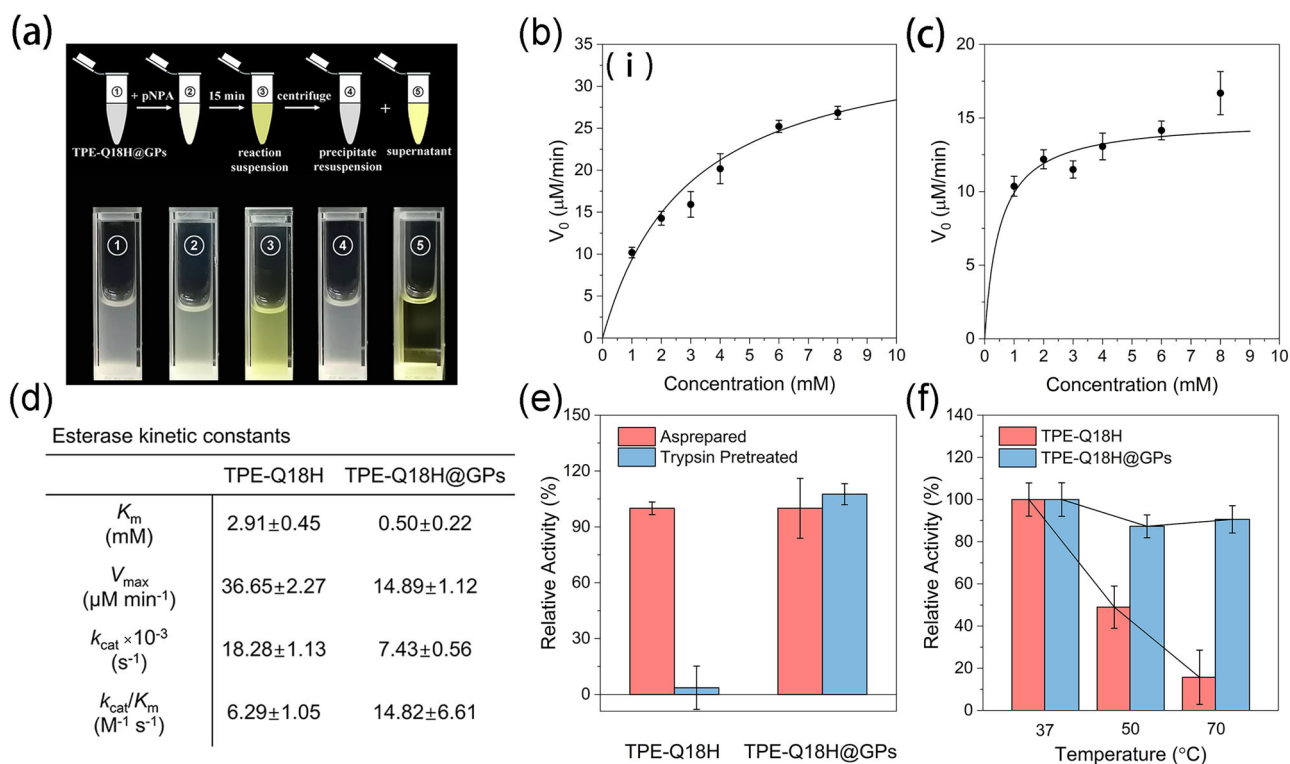 (a)
① ② ③ ④ ⑤
+ pNPA 15 min centrifuge +
TPE-Q18H@GPs reaction suspension precipitate resuspension supernatant
① ② ③ ④ ⑤
(b)
(i)
V₀ (μM/min)
35
30
25
20
15
10
5
0
0 1 2 3 4 5 6 7 8 9 10
Concentration (mM)
(c)
V₀ (μM/min)
20
15
10
5
0
0 1 2 3 4 5 6 7 8 9 10
Concentration (mM)
(d)
Esterase kinetic constants
TPE-Q18H TPE-Q18H@GPs
Kₘ (mM) 2.91±0.45 0.50±0.22
Vₘₐₓ (μM min⁻¹) 36.65±2.27 14.89±1.12
k_cat ×10⁻³ (s⁻¹) 18.28±1.13 7.43±0.56
k_cat/Kₘ (M⁻¹ s⁻¹) 6.29±1.05 14.82±6.61
(e)
Relative Activity (%)
150
120
90
60
30
0
Asprepared
Trypsin Pretreated
TPE-Q18H TPE-Q18H@GPs
(f)
Relative Activity (%)
140
120
100
80
60
40
20
0
TPE-Q18H
TPE-Q18H@GPs
37 50 70
Temperature (°C)